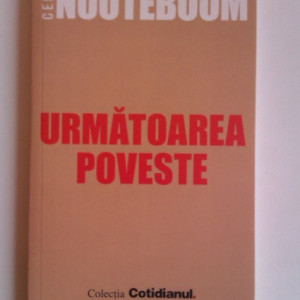 NOOTEBOOM
URMĂTOAREA
POVESTE
Colecția Cotidianul.